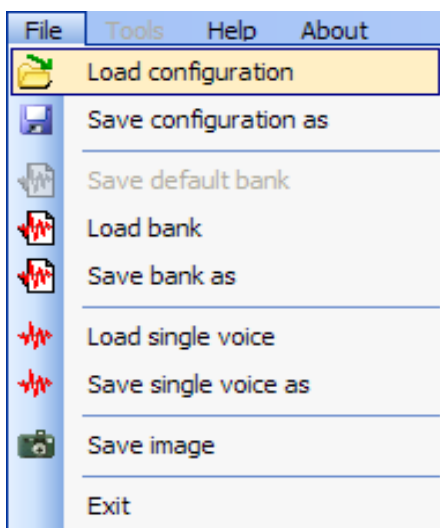 File Tools Help About
Load configuration
Save configuration as
Save default bank
Load bank
Save bank as
Load single voice
Save single voice as
Save image
Exit